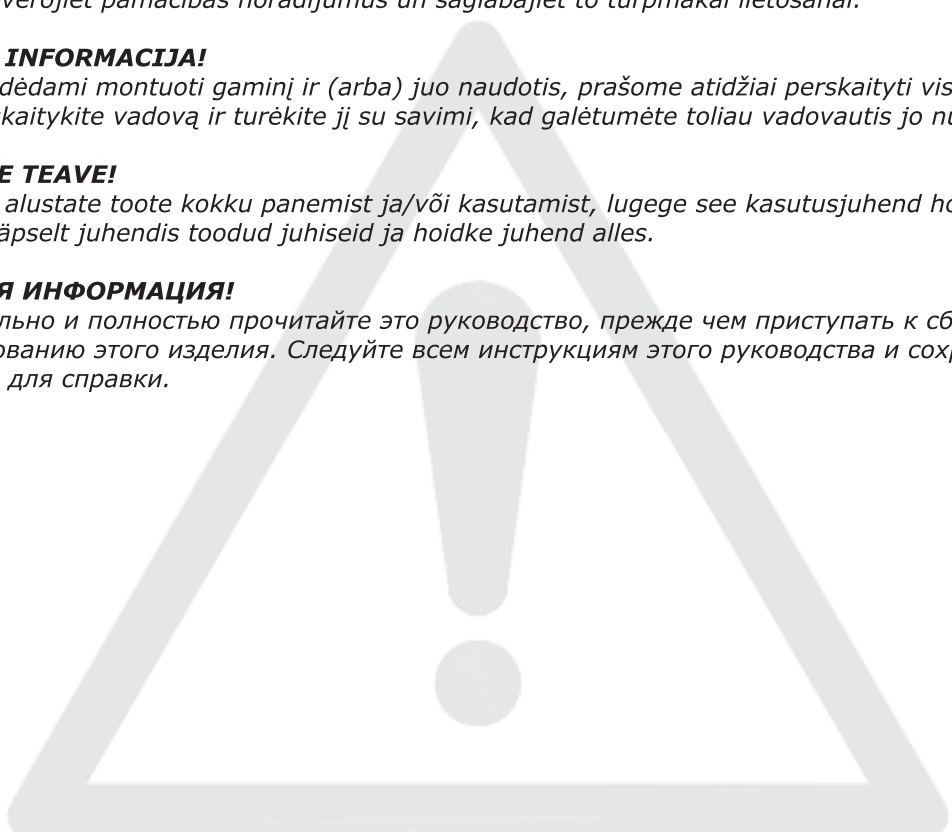 vērojiet pamācības norādījumus un saglabājiet to turpmākai lietošanai.
INFORMACIJA!
dėdami montuoti gaminį ir (arba) juo naudotis, prašome atidžiai perskaityti vis
kaitykite vadovą ir turėkite jį su savimi, kad galėtumėte toliau vadovautis jo nu
E TEAVE!
alustate toote kokku panemist ja/või kasutamist, lugege see kasutusjuhend ho
äpselt juhendis toodud juhiseid ja hoidke juhend alles.
Я ИНФОРМАЦИЯ!
льно и полностью прочитайте это руководство, прежде чем приступать к сб
ованию этого изделия. Следуйте всем инструкциям этого руководства и сохр
для справки.